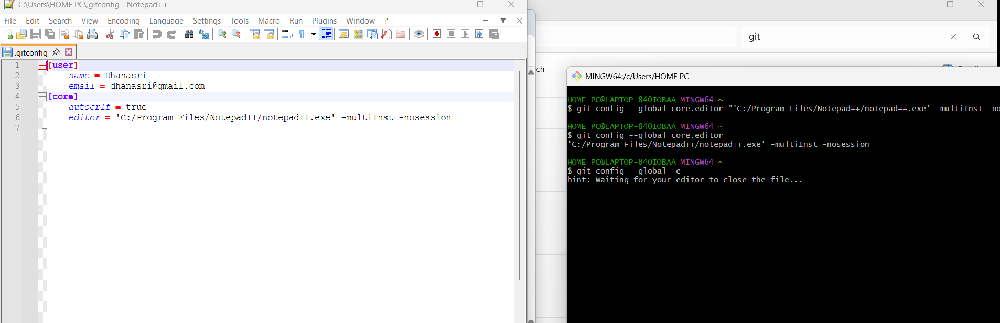 C:\Users\HOME PC\.gitconfig - Notepad++
File Edit Search View Encoding Language Settings Tools Macro Run Plugins Window ?
.gitconfig
1 [user]
2 name = Dhanasri
3 email = dhanasri@gmail.com
4 [core]
5 autocrlf = true
6 editor = 'C:/Program Files/Notepad++/notepad++.exe' -multiInst -nosession
7
git
ch
MINGW64:/c/Users/HOME PC
HOME PC@LAPTOP-840IOBAA MINGW64 ~
$ git config --global core.editor "'C:/Program Files/Notepad++/notepad++.exe' -multiInst -no
HOME PC@LAPTOP-840IOBAA MINGW64 ~
$ git config --global core.editor
'C:/Program Files/Notepad++/notepad++.exe' -multiInst -nosession
HOME PC@LAPTOP-840IOBAA MINGW64 ~
$ git config --global -e
hint: Waiting for your editor to close the file...